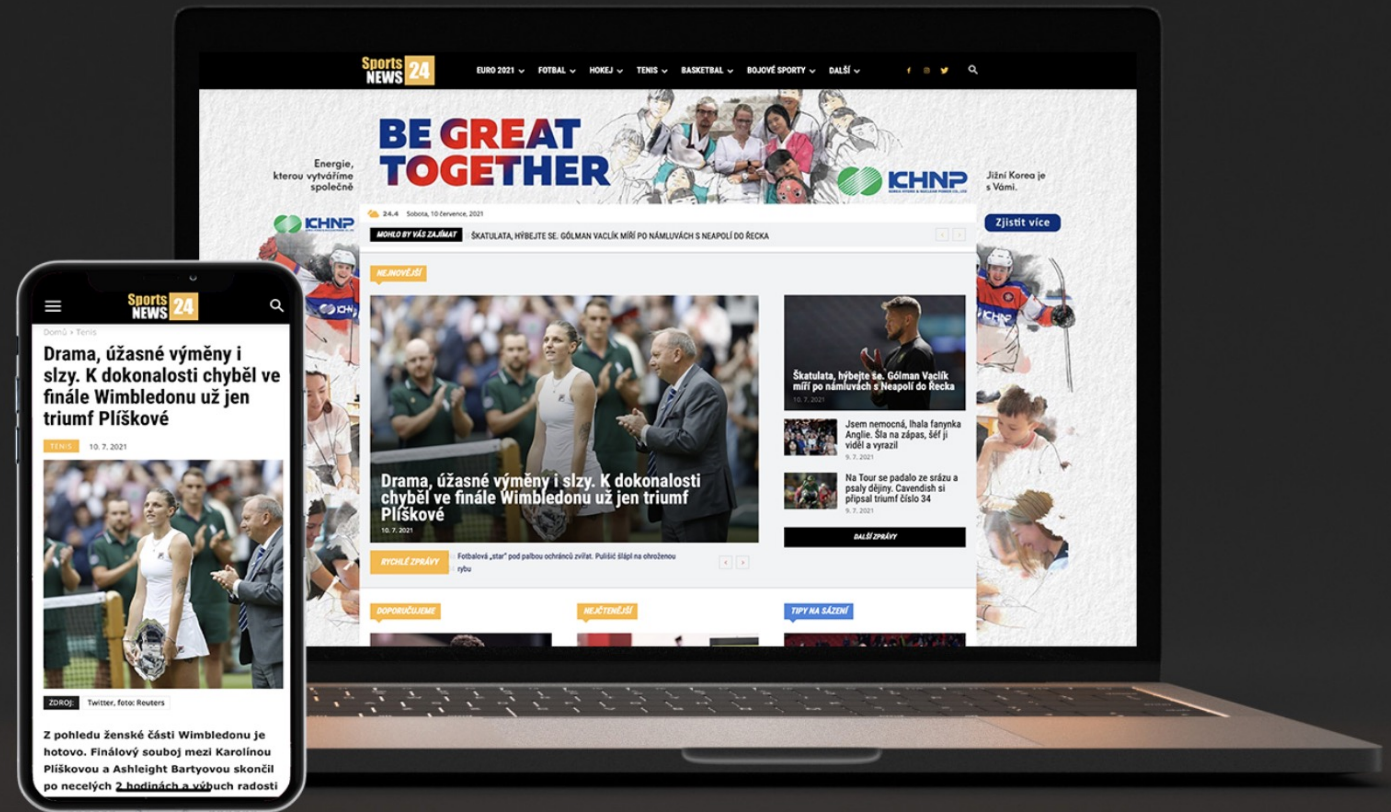 Sports
NEWS 24
EURO 2021 FOTBAL HOKEJ TENIS BASKETBAL BOJOVÉ SPORTY DALŠÍ
Energie,
kterou vytváříme
společně
KHNP
BE GREAT
TOGETHER
KHNP
KOREA HYDRO & NUCLEAR POWER CO., LTD
Jižní Korea je
s Vámi.
Zjistit více
24.4 Sobota, 10 července, 2021
MOHLO BY VÁS ZAJÍMAT ŠKATULATA, HÝBEJTE SE. GÓLMAN VACLÍK MÍŘÍ PO NÁMLUVÁCH S NEAPOLÍ DO ŘECKA
NEJNOVĚJŠÍ
Drama, úžasné výměny i slzy. K dokonalosti
chyběl ve finále Wimbledonu už jen triumf
Plíškové
10. 7. 2021
Škatulata, hýbejte se. Gólman Vaclík
míří po námluvách s Neapolí do Řecka
10. 7. 2021
Jsem nemocná, lhala fanynka
Anglie. Šla na zápas, šéf ji
viděl a vyrazil
9. 7. 2021
Na Tour se padalo ze srázu a
psaly dějiny. Cavendish si
připsal triumf číslo 34
9. 7. 2021
DALŠÍ ZPRÁVY
RYCHLÉ ZPRÁVY
Fotbalová „star“ pod palbou ochránců zvířat. Pulišič šlápl na ohroženou
rybu
DOPORUČUJEME
NEJČTENĚJŠÍ
TIPY NA SÁZENÍ
Sports
NEWS 24
Domů » Tenis
Drama, úžasné výměny i
slzy. K dokonalosti chyběl ve
finále Wimbledonu už jen
triumf Plíškové
TENIS 10. 7. 2021
ZDROJ: Twitter, foto: Reuters
Z pohledu ženské části Wimbledonu je
hotovo. Finálový souboj mezi Karolínou
Plíškovou a Ashleight Bartyovou skončil
po necelých 2 hodinách a výbuch radosti